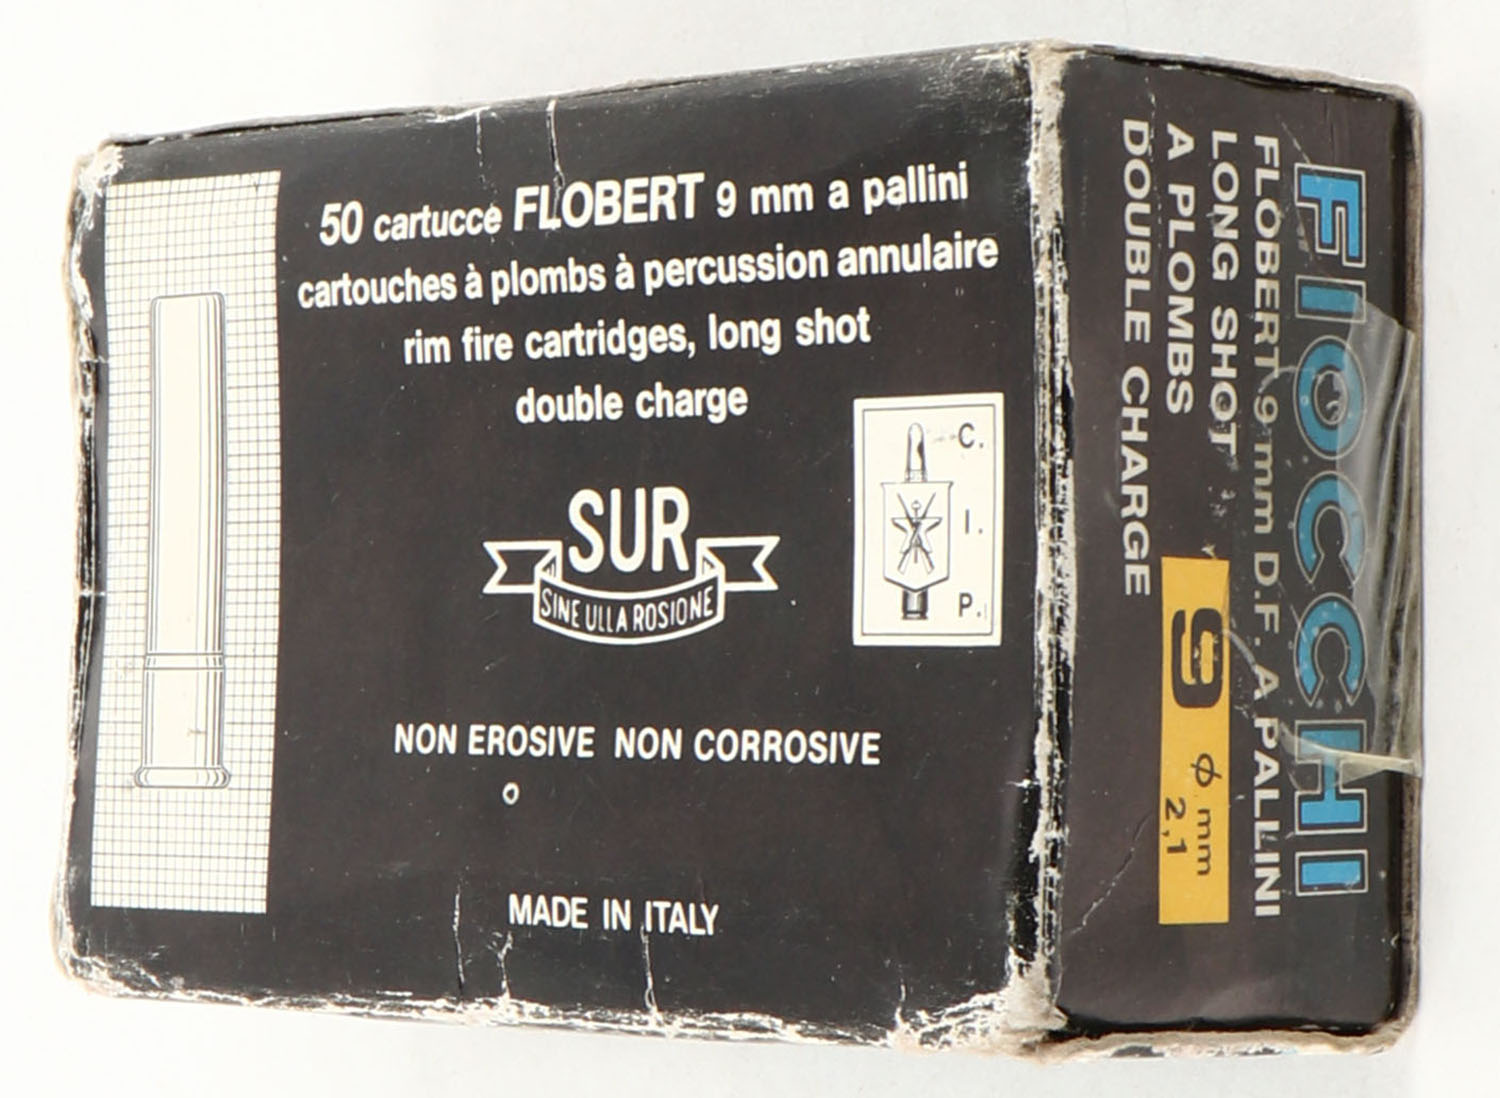 50 cartucce FLOBERT 9 mm a pallini
cartouches à plombs à percussion annulaire
rim fire cartridges, long shot
double charge
SUR
SINE ULLA ROSIONE
C.
I.
P.
NON EROSIVE NON CORROSIVE
MADE IN ITALY
FIOCCHI
FLOBERT 9 mm D.F. A PALLINI
LONG SHOT
A PLOMBS
DOUBLE CHARGE
9 ϕ mm
2,1